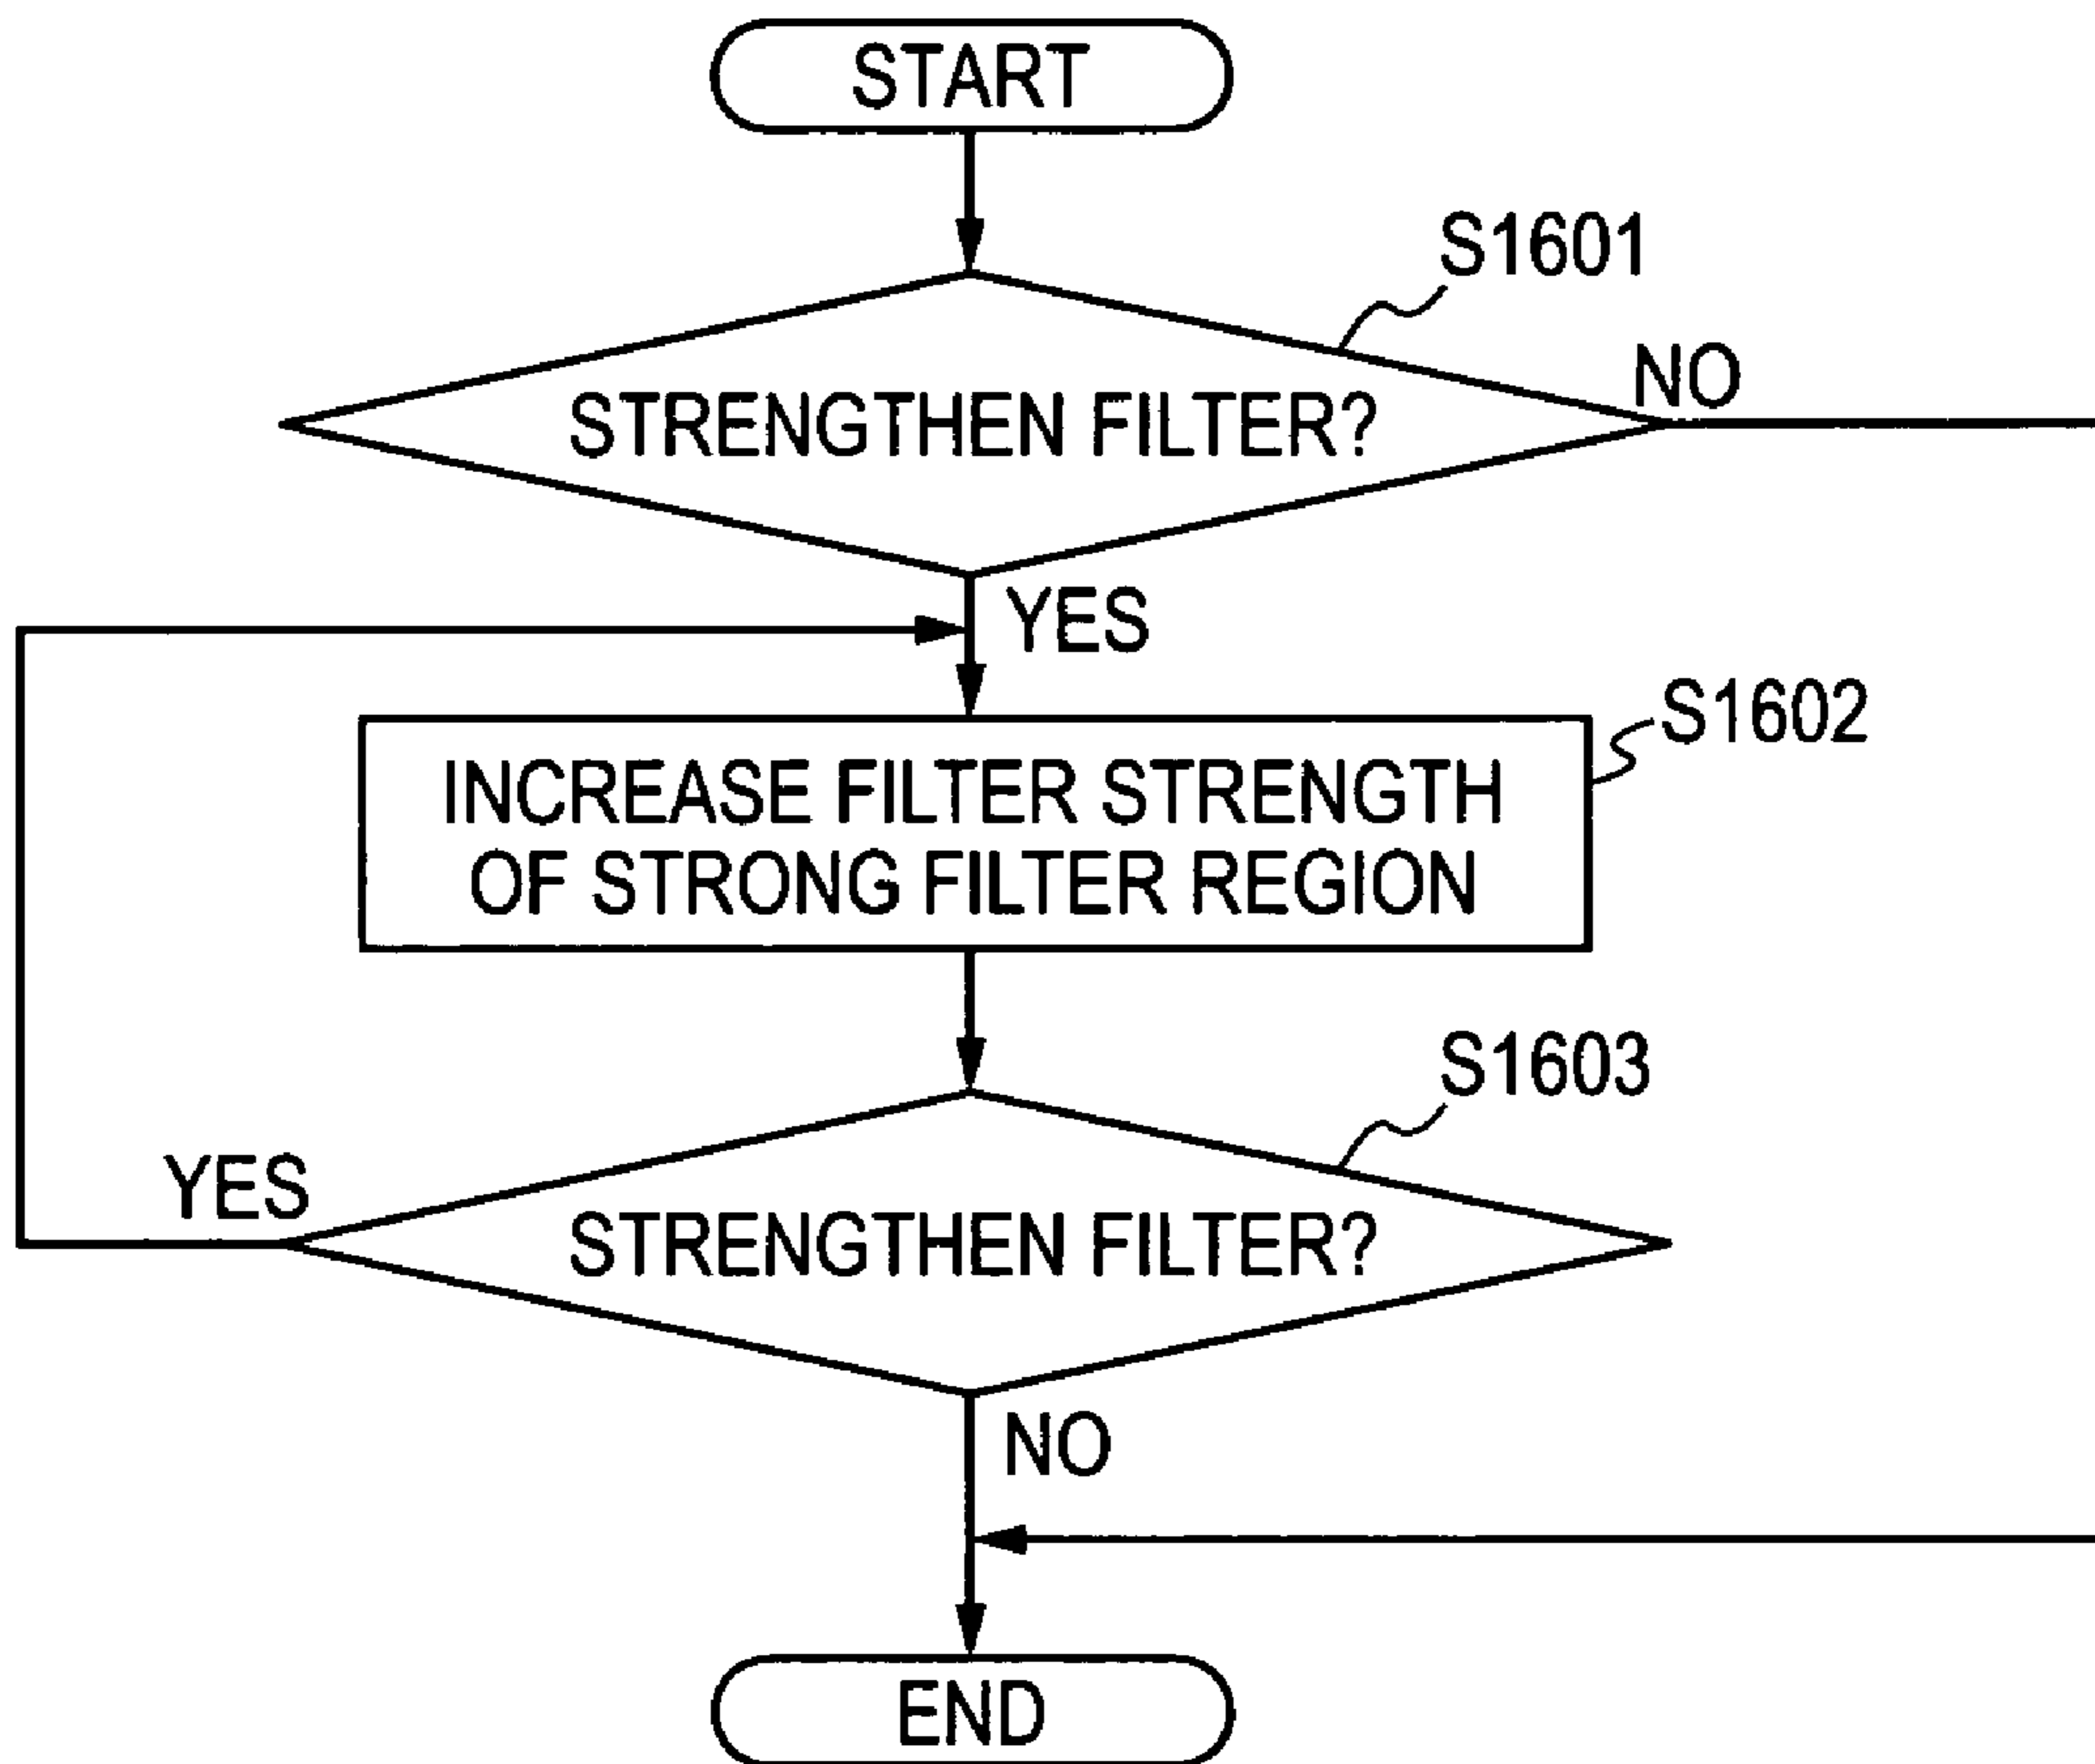 START
S1601
STRENGTHEN FILTER?
NO
YES
S1602
INCREASE FILTER STRENGTH
OF STRONG FILTER REGION
S1603
YES
STRENGTHEN FILTER?
NO
END